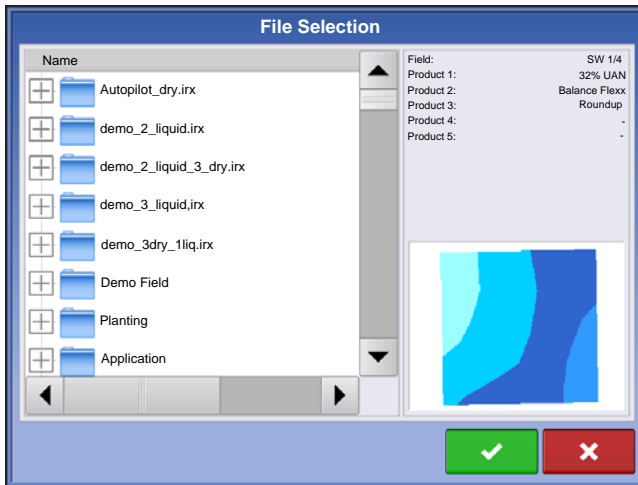 File Selection
Name
Autopilot_dry.irx
demo_2_liquid.irx
demo_2_liquid_3_dry.irx
demo_3_liquid,irx
demo_3dry_1liq.irx
Demo Field
Planting
Application
Field: SW 1/4
Product 1: 32% UAN
Product 2: Balance Flexx
Product 3: Roundup
Product 4: -
Product 5: -